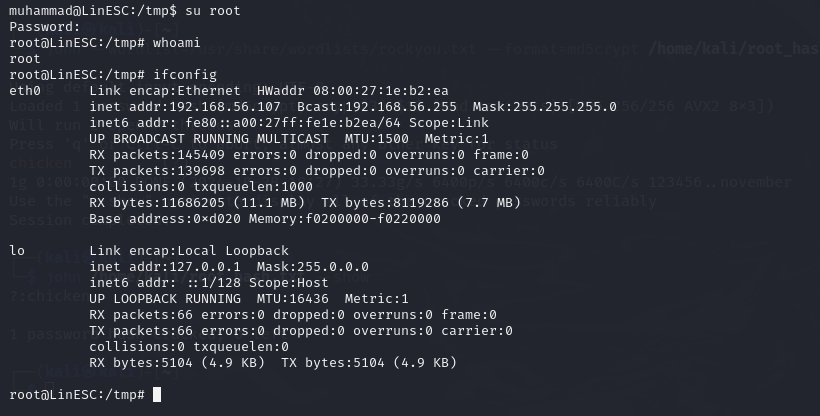 muhammad@LinESC:/tmp$ su root
Password:
root@LinESC:/tmp# whoami
root
root@LinESC:/tmp# ifconfig
eth0      Link encap:Ethernet  HWaddr 08:00:27:1e:b2:ea
          inet addr:192.168.56.107  Bcast:192.168.56.255  Mask:255.255.255.0
          inet6 addr: fe80::a00:27ff:fe1e:b2ea/64 Scope:Link
          UP BROADCAST RUNNING MULTICAST  MTU:1500  Metric:1
          RX packets:145409 errors:0 dropped:0 overruns:0 frame:0
          TX packets:139698 errors:0 dropped:0 overruns:0 carrier:0
          collisions:0 txqueuelen:1000
          RX bytes:11686205 (11.1 MB)  TX bytes:8119286 (7.7 MB)
          Base address:0×d020 Memory:f0200000-f0220000

lo        Link encap:Local Loopback
          inet addr:127.0.0.1  Mask:255.0.0.0
          inet6 addr: ::1/128 Scope:Host
          UP LOOPBACK RUNNING  MTU:16436  Metric:1
          RX packets:66 errors:0 dropped:0 overruns:0 frame:0
          TX packets:66 errors:0 dropped:0 overruns:0 carrier:0
          collisions:0 txqueuelen:0
          RX bytes:5104 (4.9 KB)  TX bytes:5104 (4.9 KB)

root@LinESC:/tmp#